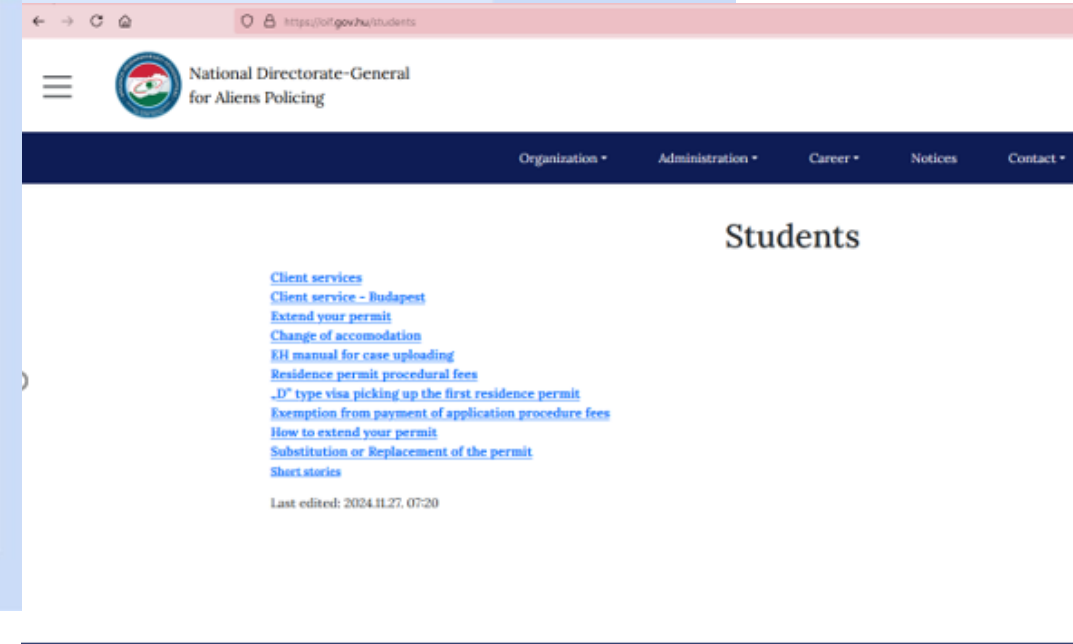 https://oif.gov.hu/students
National Directorate-General
for Aliens Policing
Organization Administration Career Notices Contact
Students
Client services
Client service - Budapest
Extend your permit
Change of accomodation
EH manual for case uploading
Residence permit procedural fees
„D" type visa picking up the first residence permit
Exemption from payment of application procedure fees
How to extend your permit
Substitution or Replacement of the permit
Short stories
Last edited: 2024.11.27. 07:20